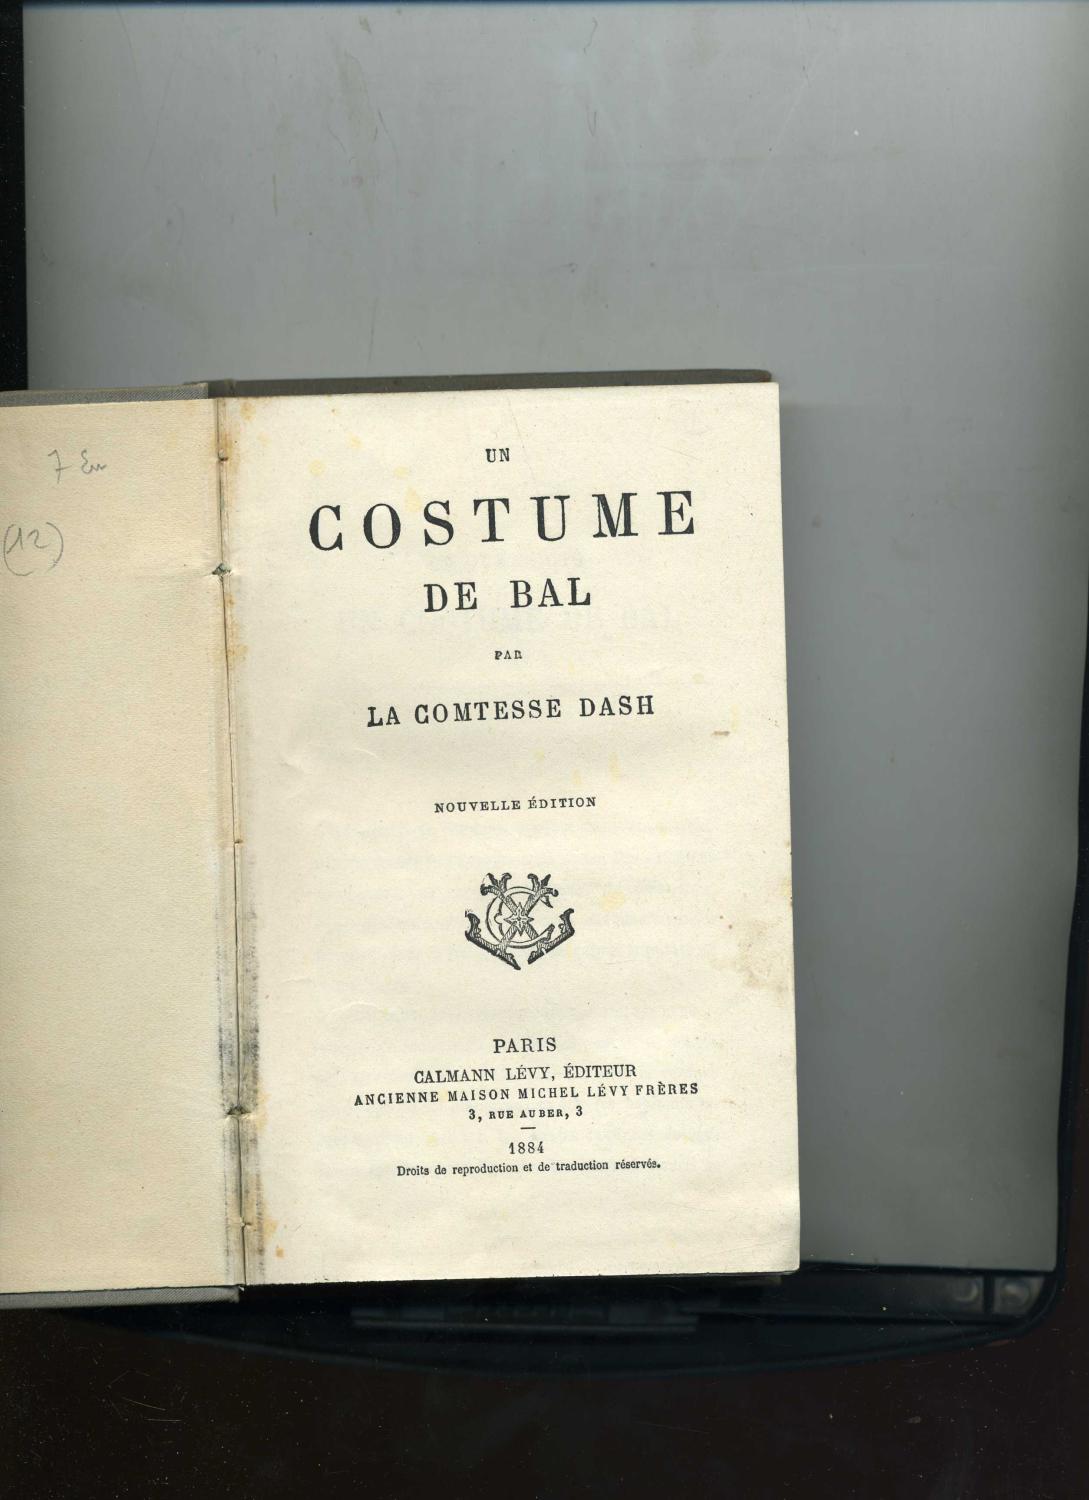 7 Eu
(12)
UN
COSTUME
DE BAL
PAR
LA COMTESSE DASH
NOUVELLE ÉDITION
PARIS
CALMANN LÉVY, ÉDITEUR
ANCIENNE MAISON MICHEL LÉVY FRÈRES
3, RUE AUBER, 3
1884
Droits de reproduction et de traduction réservés.